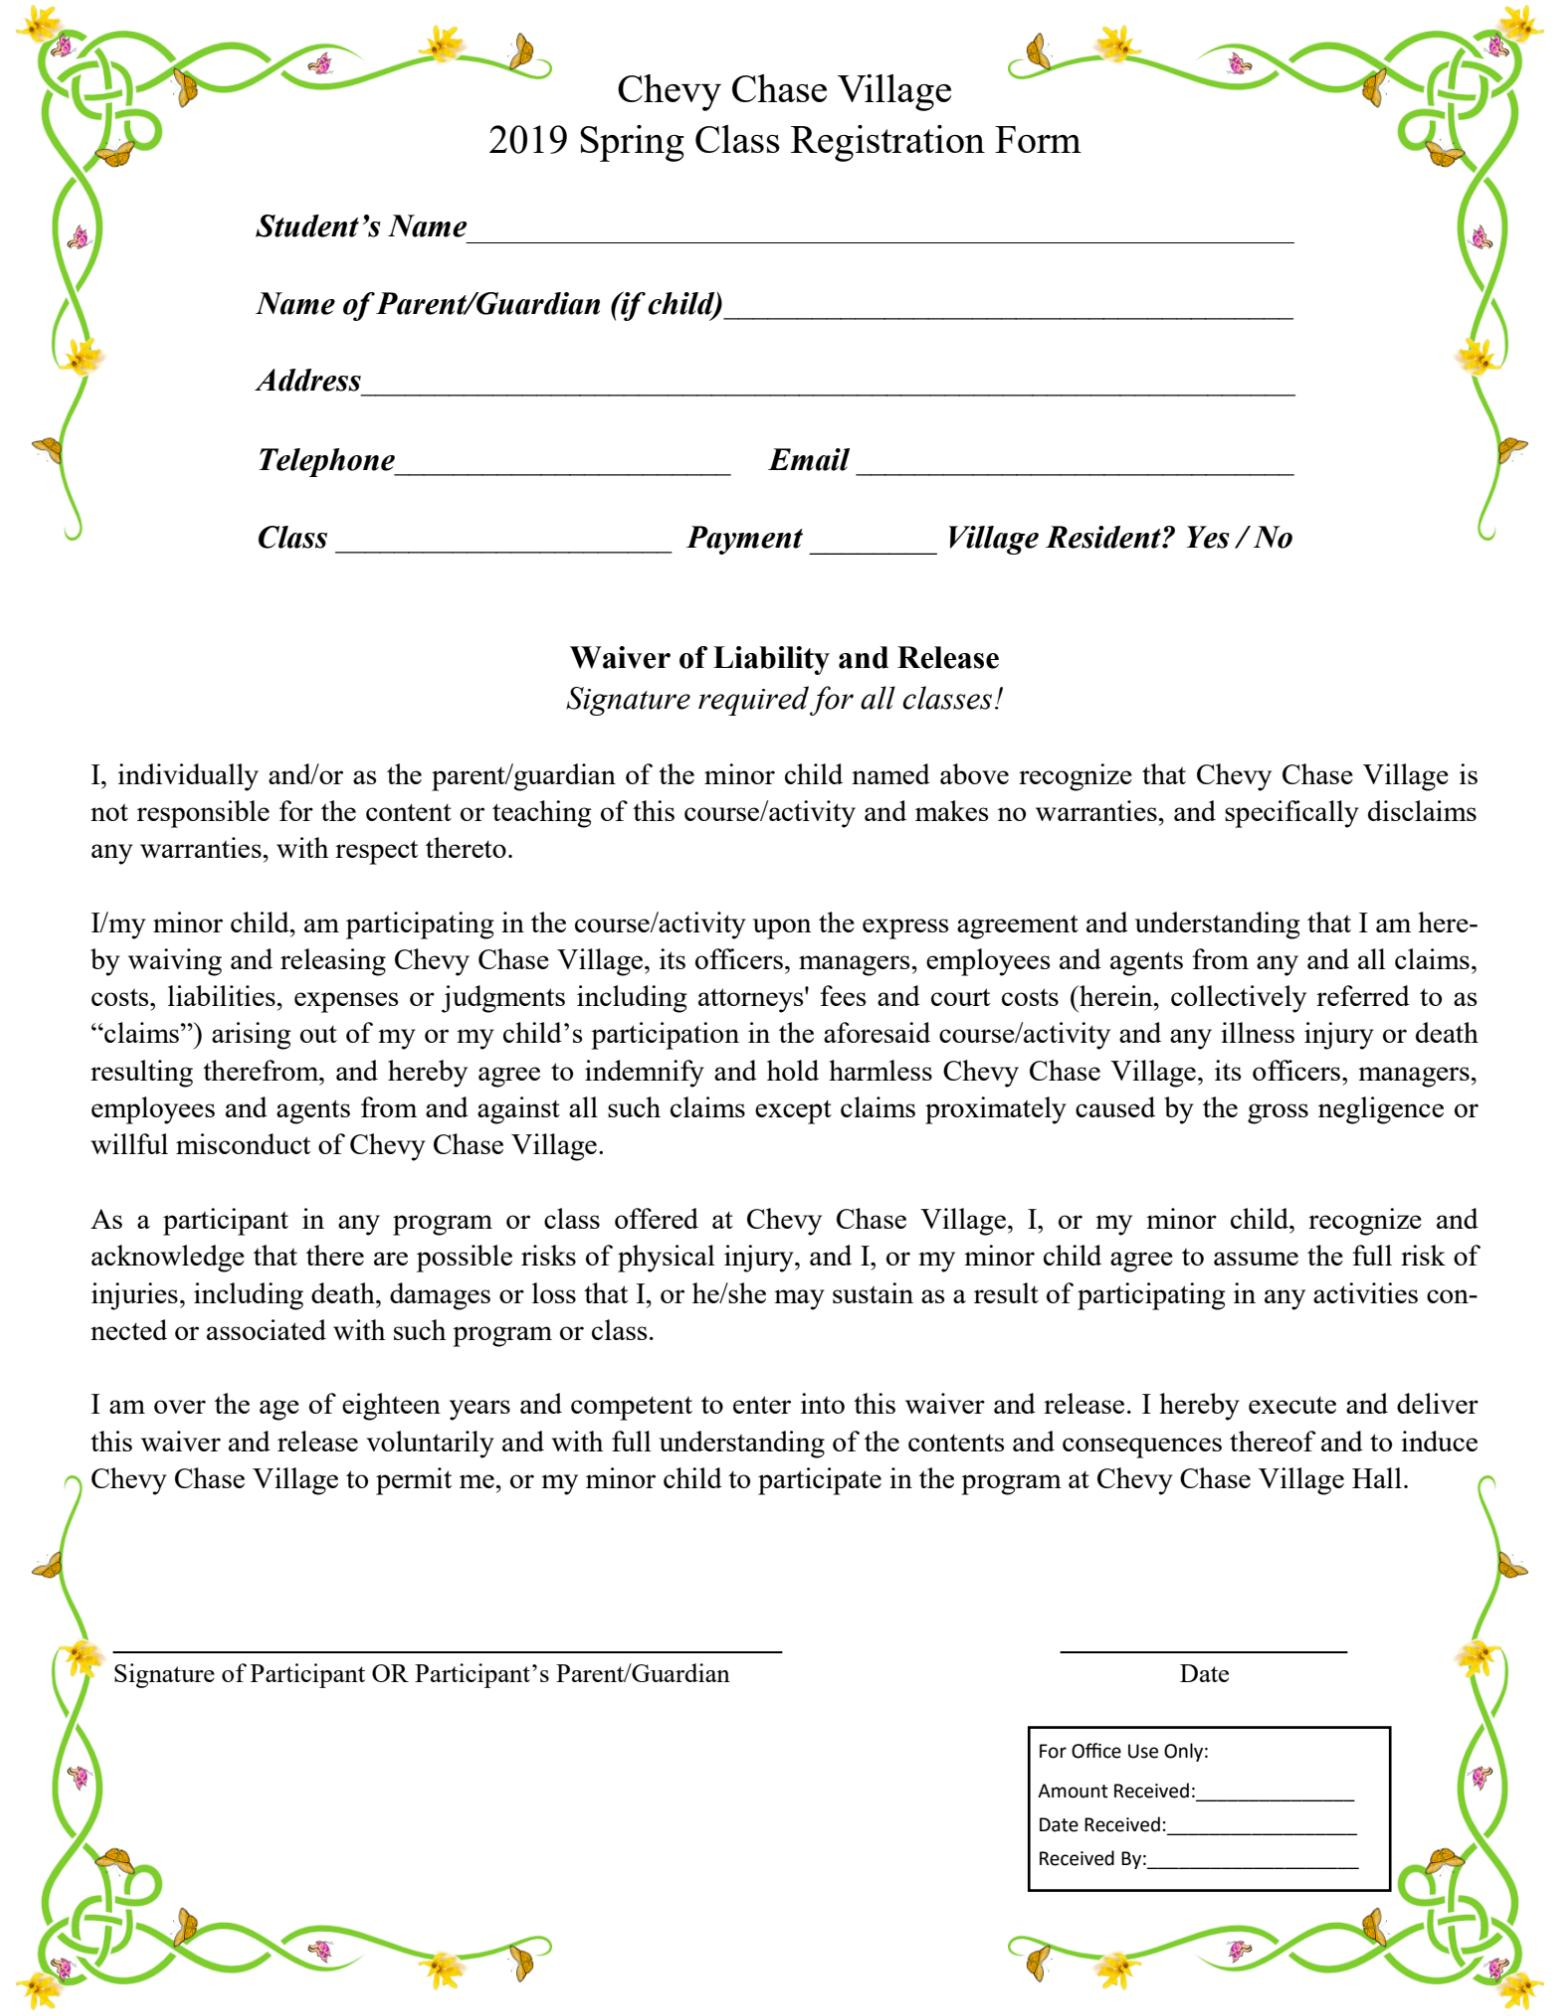 Chevy Chase Village
2019 Spring Class Registration Form
Student’s Name
Name of Parent/Guardian (if child)
Address
Telephone Email
Class Payment Village Resident? Yes / No
Waiver of Liability and Release
Signature required for all classes!
I, individually and/or as the parent/guardian of the minor child named above recognize that Chevy Chase Village is
not responsible for the content or teaching of this course/activity and makes no warranties, and specifically disclaims
any warranties, with respect thereto.
I/my minor child, am participating in the course/activity upon the express agreement and understanding that I am here-
by waiving and releasing Chevy Chase Village, its officers, managers, employees and agents from any and all claims,
costs, liabilities, expenses or judgments including attorneys' fees and court costs (herein, collectively referred to as
“claims”) arising out of my or my child’s participation in the aforesaid course/activity and any illness injury or death
resulting therefrom, and hereby agree to indemnify and hold harmless Chevy Chase Village, its officers, managers,
employees and agents from and against all such claims except claims proximately caused by the gross negligence or
willful misconduct of Chevy Chase Village.
As a participant in any program or class offered at Chevy Chase Village, I, or my minor child, recognize and
acknowledge that there are possible risks of physical injury, and I, or my minor child agree to assume the full risk of
injuries, including death, damages or loss that I, or he/she may sustain as a result of participating in any activities con-
nected or associated with such program or class.
I am over the age of eighteen years and competent to enter into this waiver and release. I hereby execute and deliver
this waiver and release voluntarily and with full understanding of the contents and consequences thereof and to induce
Chevy Chase Village to permit me, or my minor child to participate in the program at Chevy Chase Village Hall.
Signature of Participant OR Participant’s Parent/Guardian Date
For Office Use Only:
Amount Received:
Date Received:
Received By: